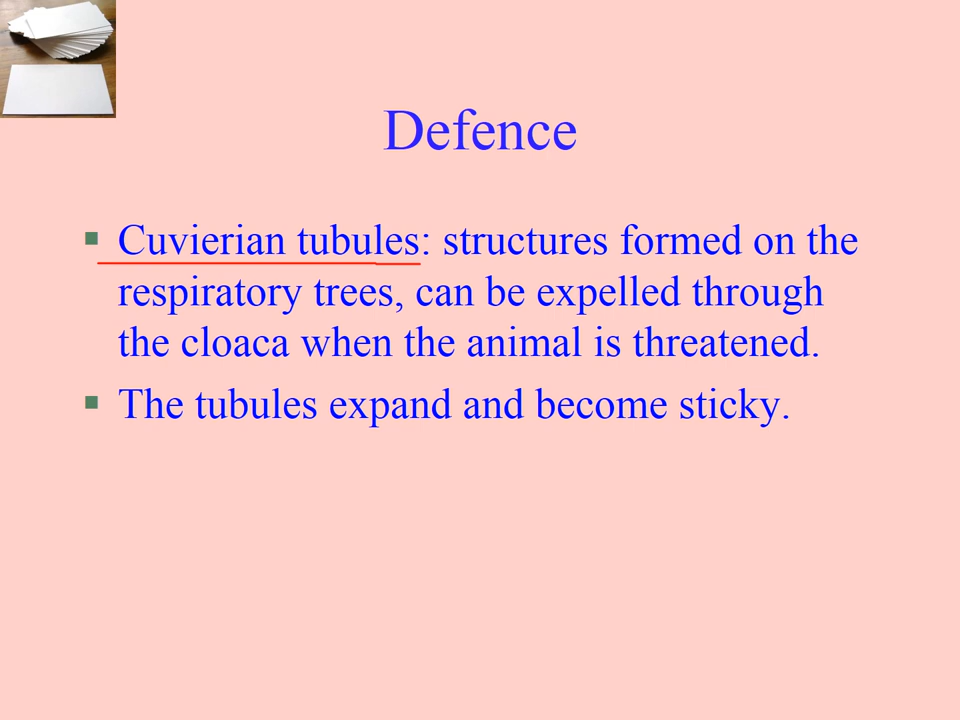 Defence
▪ Cuvierian tubules: structures formed on the
respiratory trees, can be expelled through
the cloaca when the animal is threatened.
▪ The tubules expand and become sticky.